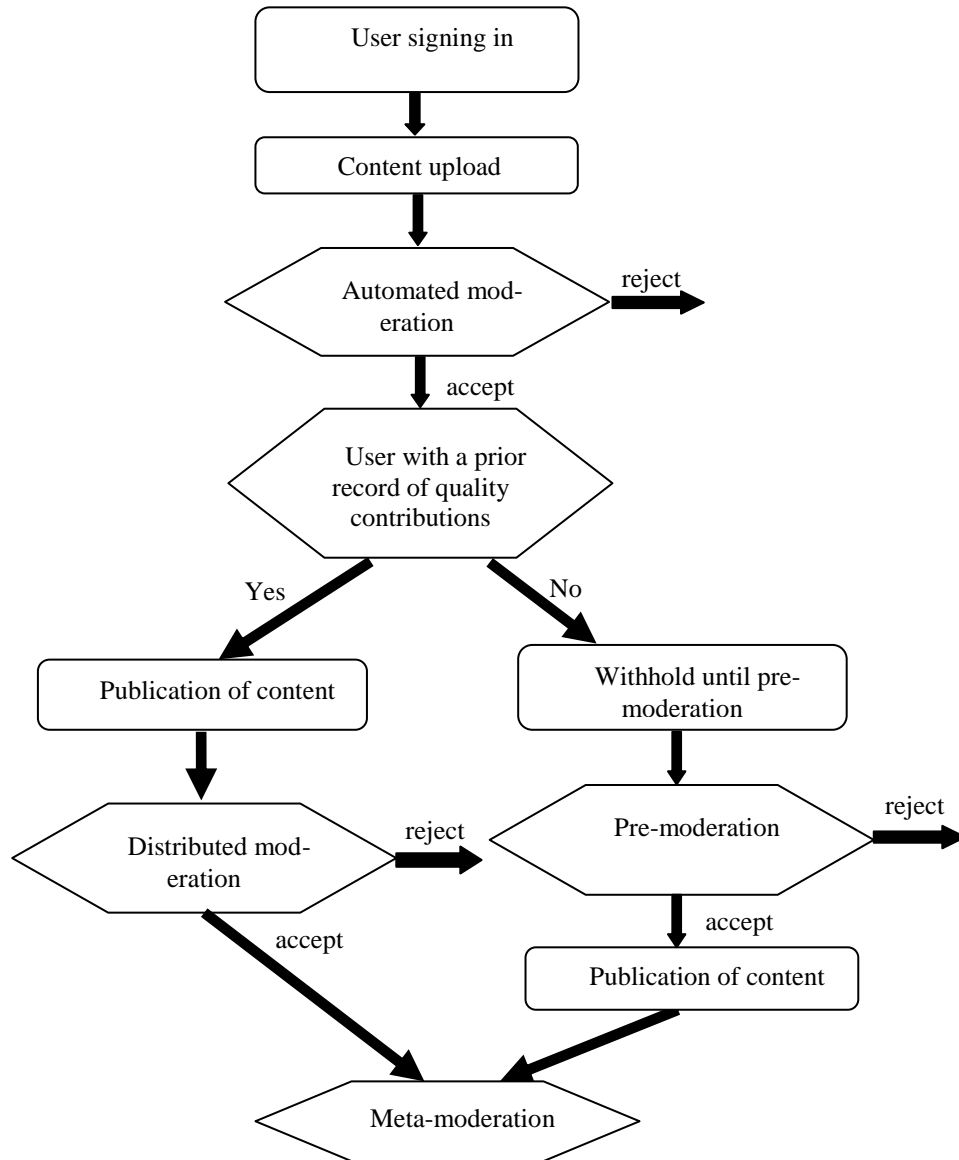 User signing in
Content upload
Automated mod-
eration
reject
accept
User with a prior
record of quality
contributions
Yes
No
Publication of content
Withhold until pre-
moderation
Distributed mod-
eration
reject
accept
Pre-moderation
reject
accept
Publication of content
Meta-moderation